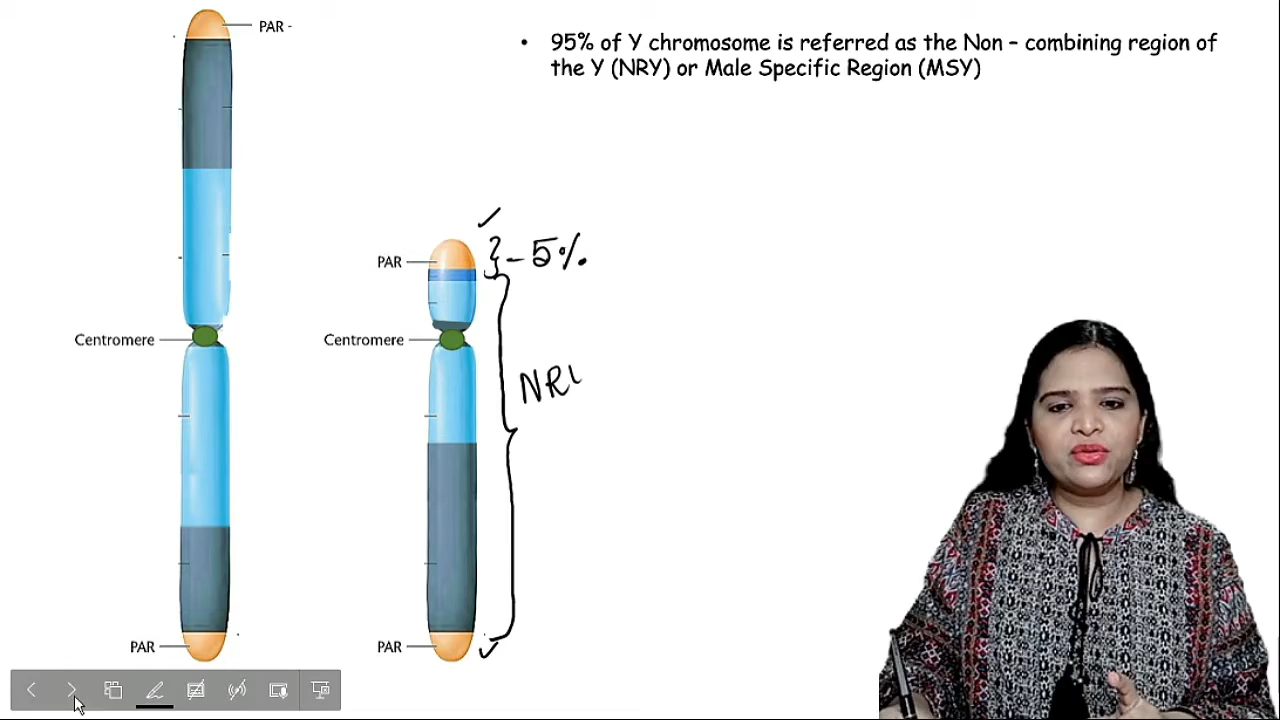 PAR -
• 95% of Y chromosome is referred as the Non – combining region of
the Y (NRY) or Male Specific Region (MSY)
PAR
- 5%
Centromere
Centromere
PAR
PAR